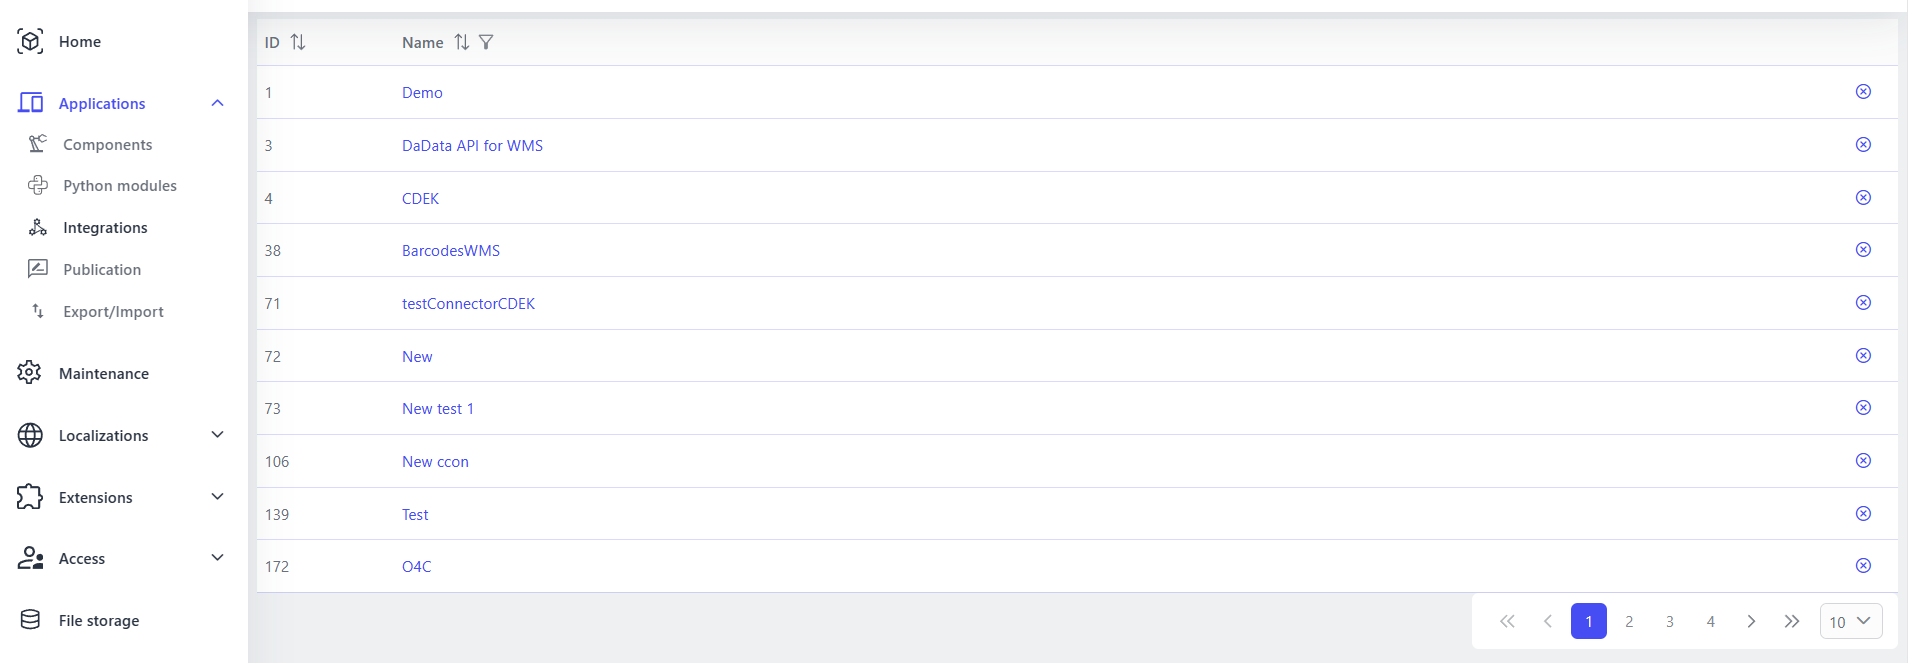 Home
Applications
Components
Python modules
Integrations
Publication
Export/Import
Maintenance
Localizations
Extensions
Access
File storage
ID Name
1 Demo
3 DaData API for WMS
4 CDEK
38 BarcodesWMS
71 testConnectorCDEK
72 New
73 New test 1
106 New ccon
139 Test
172 O4C
1 2 3 4 10